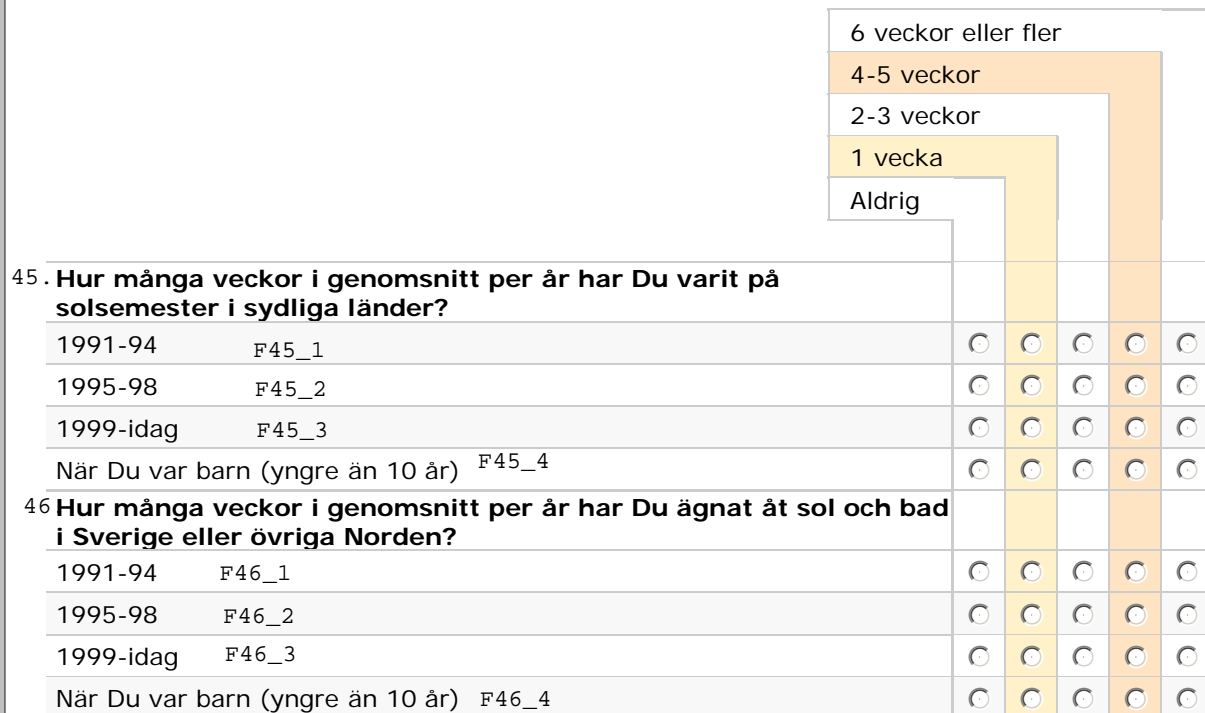 6 veckor eller fler
4-5 veckor
2-3 veckor
1 vecka
Aldrig
45. Hur många veckor i genomsnitt per år har Du varit på
solsemester i sydliga länder?
1991-94 F45_1
1995-98 F45_2
1999-idag F45_3
När Du var barn (yngre än 10 år) F45_4
46 Hur många veckor i genomsnitt per år har Du ägnat åt sol och bad
i Sverige eller övriga Norden?
1991-94 F46_1
1995-98 F46_2
1999-idag F46_3
När Du var barn (yngre än 10 år) F46_4